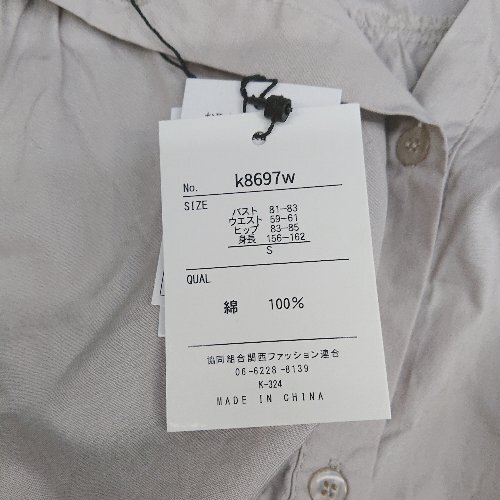 No. k8697w
SIZE
バスト 81-83
ウエスト 59-61
ヒップ 83-85
身長 156-162
S
QUAL
綿 100%
協同組合関西ファッション連合
06-6228-8139
K-324
MADE IN CHINA